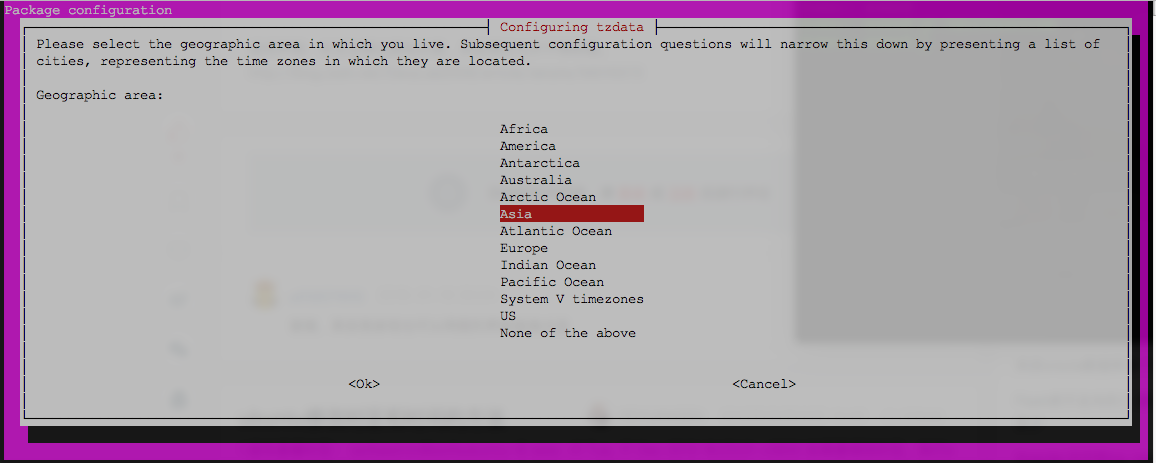 Package configuration
Configuring tzdata
Please select the geographic area in which you live. Subsequent configuration questions will narrow this down by presenting a list of
cities, representing the time zones in which they are located.
Geographic area:
Africa
America
Antarctica
Australia
Arctic Ocean
Asia
Atlantic Ocean
Europe
Indian Ocean
Pacific Ocean
System V timezones
US
None of the above
<Ok> <Cancel>